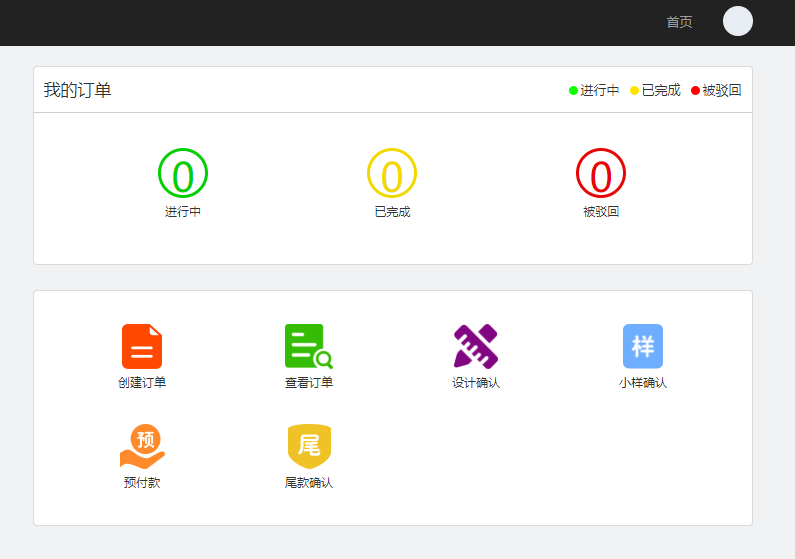 首页
我的订单 进行中 已完成 被驳回
0 0 0
进行中 已完成 被驳回
样
创建订单 查看订单 设计确认 小样确认
预 尾
预付款 尾款确认